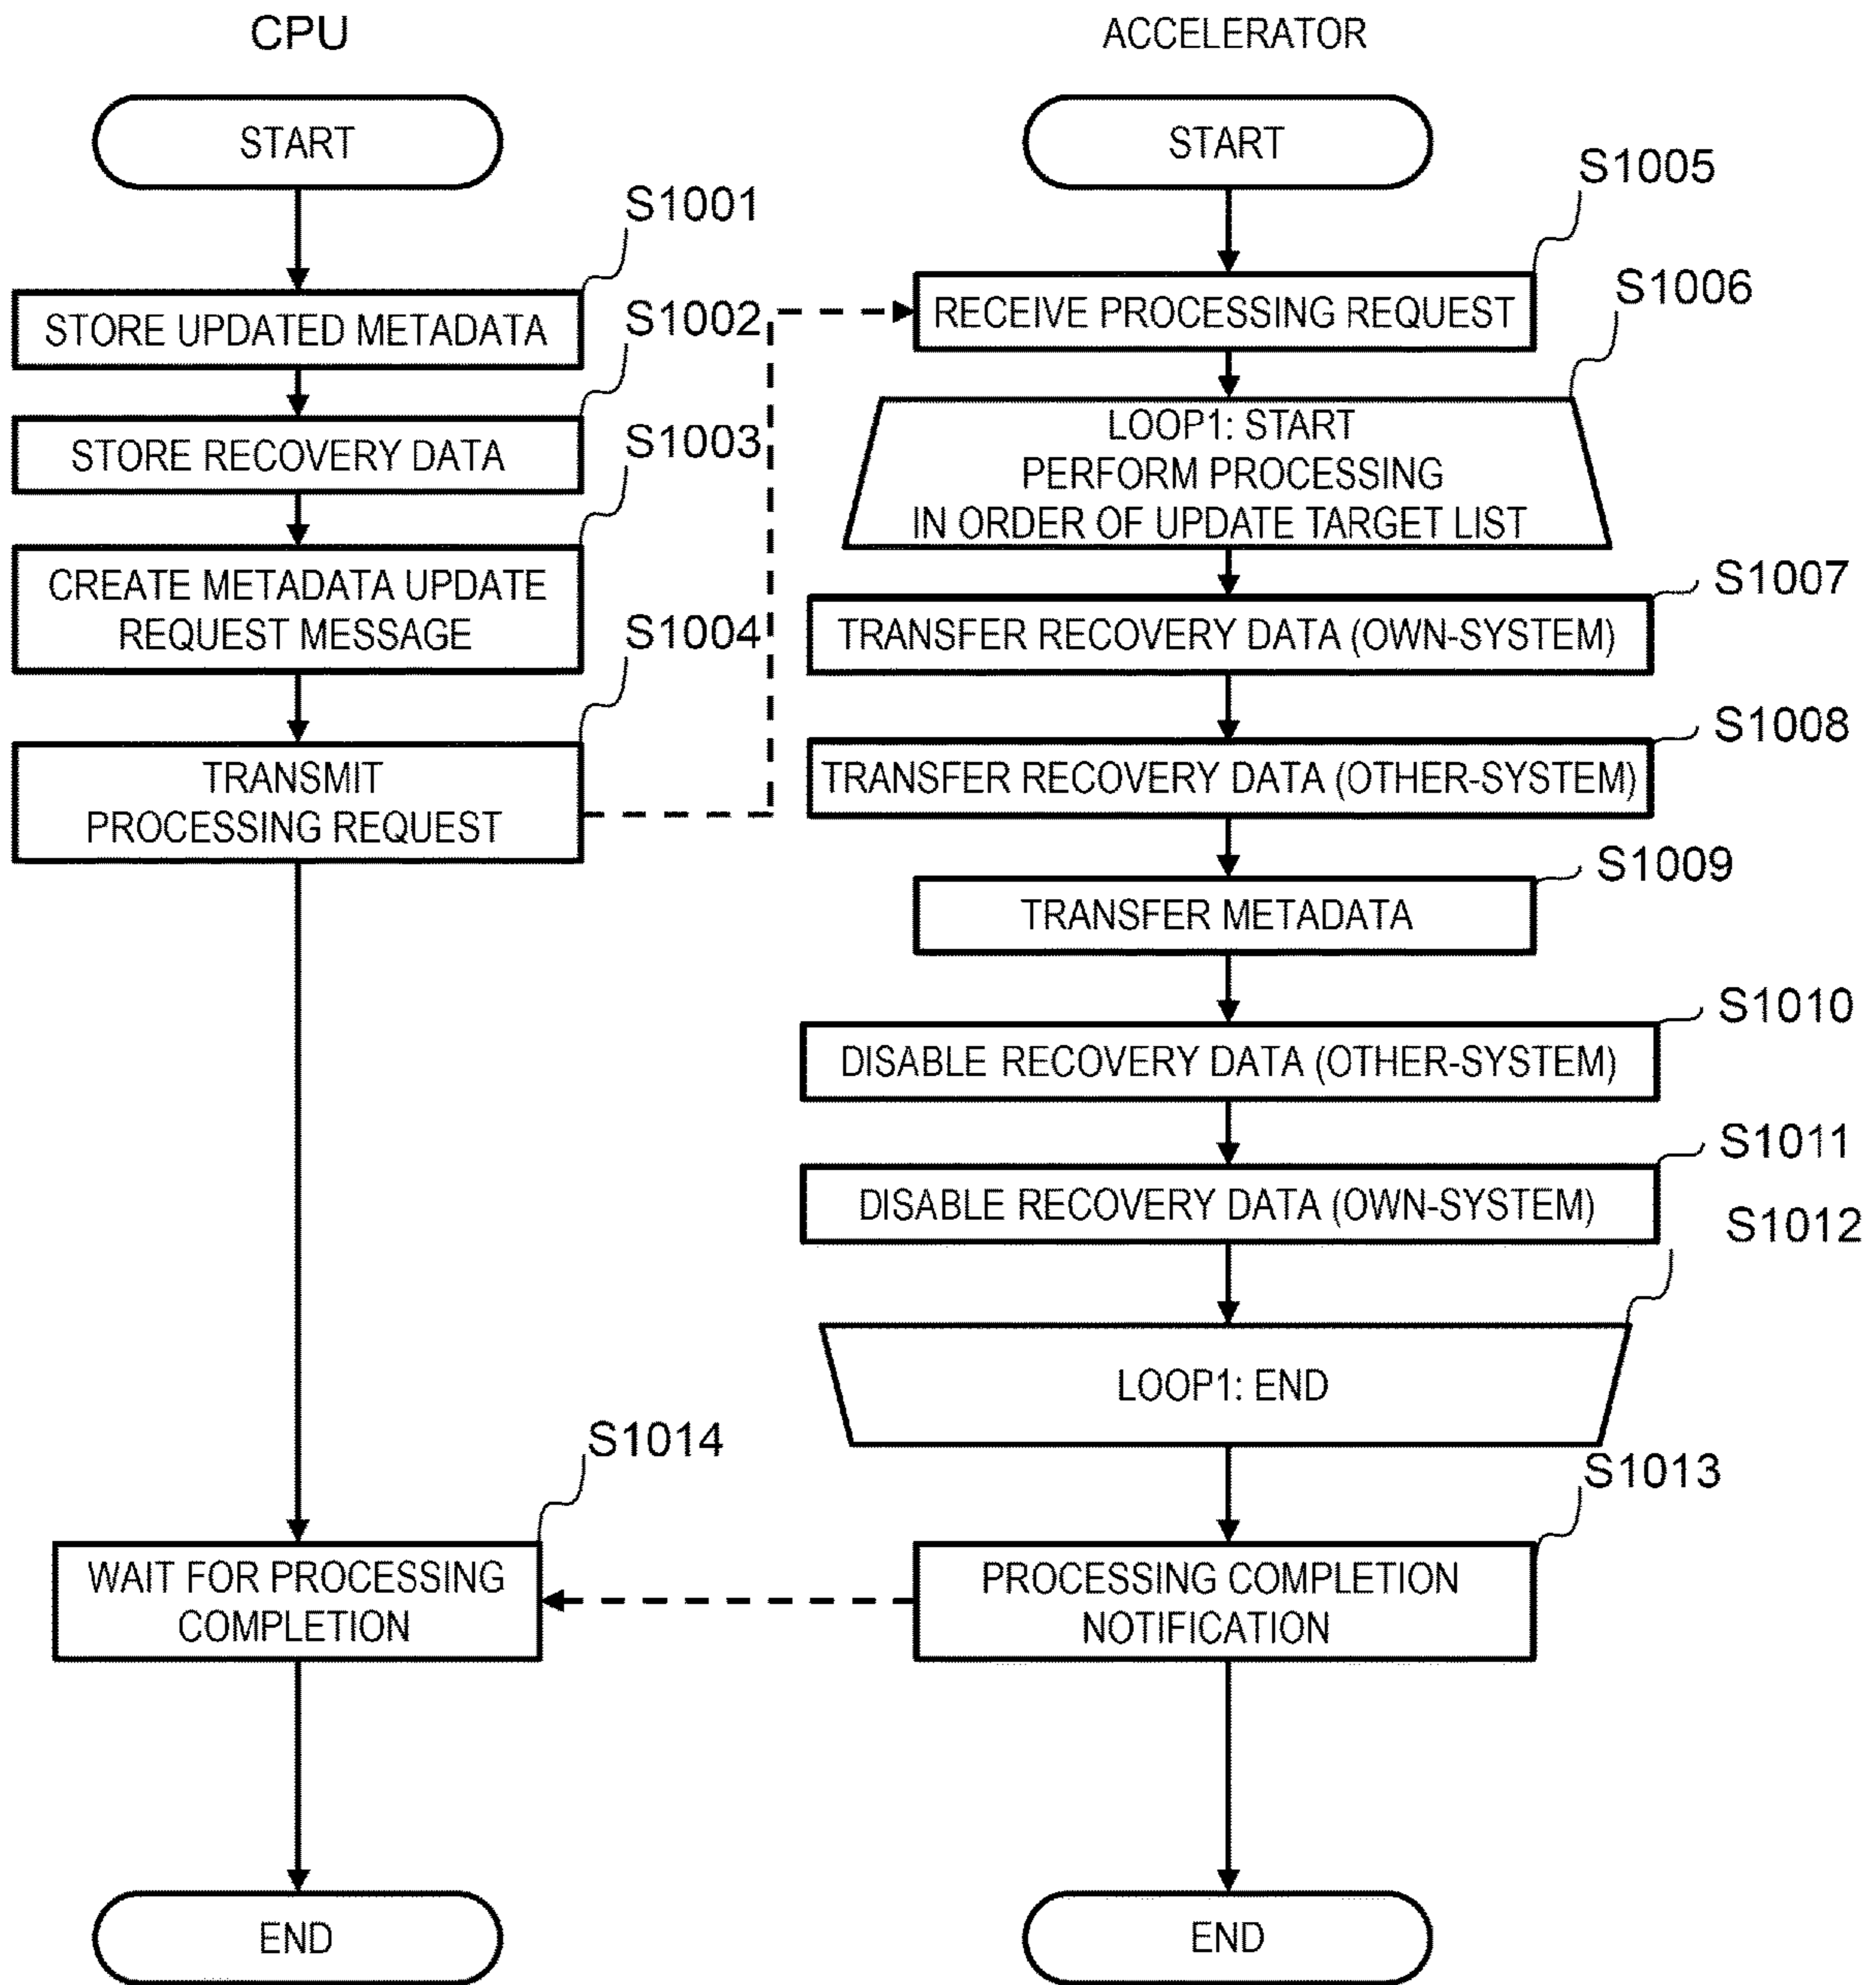 CPU
START
S1001
STORE UPDATED METADATA
S1002
STORE RECOVERY DATA
S1003
CREATE METADATA UPDATE
REQUEST MESSAGE
S1004
TRANSMIT
PROCESSING REQUEST
S1014
WAIT FOR PROCESSING
COMPLETION
END
ACCELERATOR
START
S1005
RECEIVE PROCESSING REQUEST
S1006
LOOP1: START
PERFORM PROCESSING
IN ORDER OF UPDATE TARGET LIST
S1007
TRANSFER RECOVERY DATA (OWN-SYSTEM)
S1008
TRANSFER RECOVERY DATA (OTHER-SYSTEM)
S1009
TRANSFER METADATA
S1010
DISABLE RECOVERY DATA (OTHER-SYSTEM)
S1011
DISABLE RECOVERY DATA (OWN-SYSTEM)
S1012
LOOP1: END
S1013
PROCESSING COMPLETION
NOTIFICATION
END